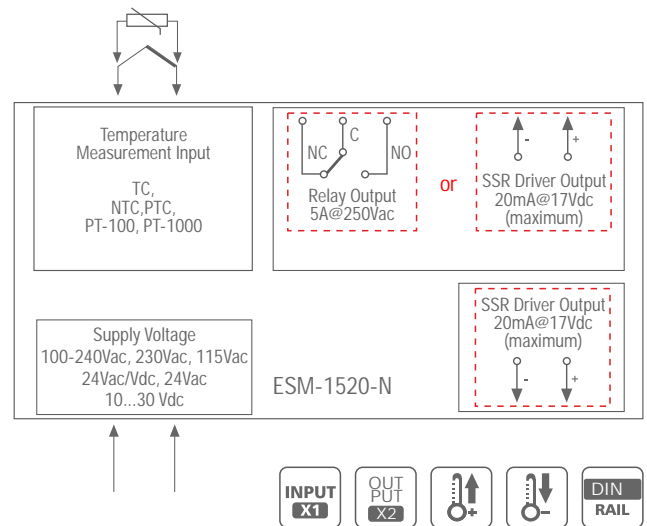 Temperature
Measurement Input
TC,
NTC,PTC,
PT-100, PT-1000
NC
C
NO
Relay Output
5A@250Vac
or
- +
SSR Driver Output
20mA@17Vdc
(maximum)
Supply Voltage
100-240Vac, 230Vac, 115Vac
24Vac/Vdc, 24Vac
10...30 Vdc
ESM-1520-N
SSR Driver Output
20mA@17Vdc
(maximum)
- +
INPUT
X1
OUT
PUT
X2
+
-
DIN
RAIL